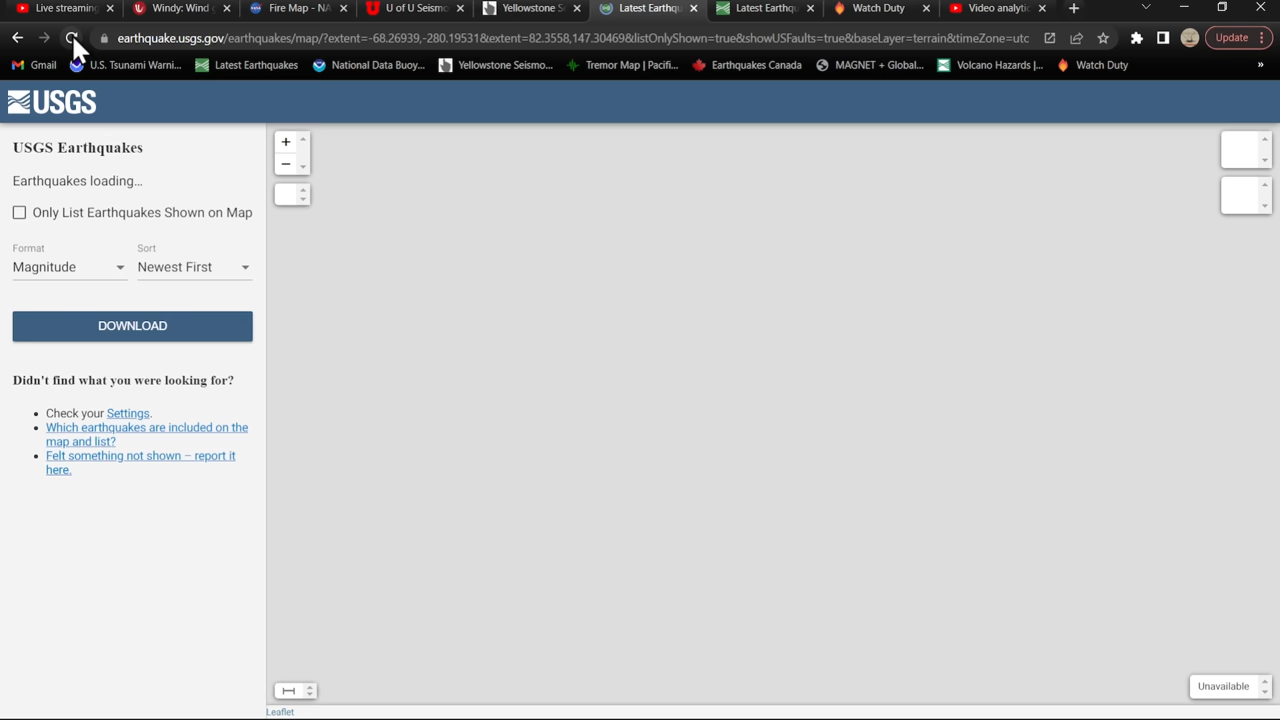 Live streaming
Windy: Wind
Fire Map - NA
U of U Seismo
Yellowstone S
Latest Earthqu
Latest Earthqu
Watch Duty
Video analytic
earthquake.usgs.gov/earthquakes/map/?extent=-68.26939,-280.19531&extent=82.3558,147.30469&listOnlyShown=true&showUSFaults=true&baseLayer=terrain&timeZone=utc
Update
Gmail
U.S. Tsunami Warni...
Latest Earthquakes
National Data Buoy...
Yellowstone Seismo...
Tremor Map | Pacifi...
Earthquakes Canada
MAGNET + Global...
Volcano Hazards |...
Watch Duty
»
USGS
USGS Earthquakes
Earthquakes loading...
Only List Earthquakes Shown on Map
Format
Sort
Magnitude
Newest First
DOWNLOAD
Didn't find what you were looking for?
Check your Settings.
Which earthquakes are included on the
map and list?
Felt something not shown – report it
here.
+
−
Unavailable
Leaflet